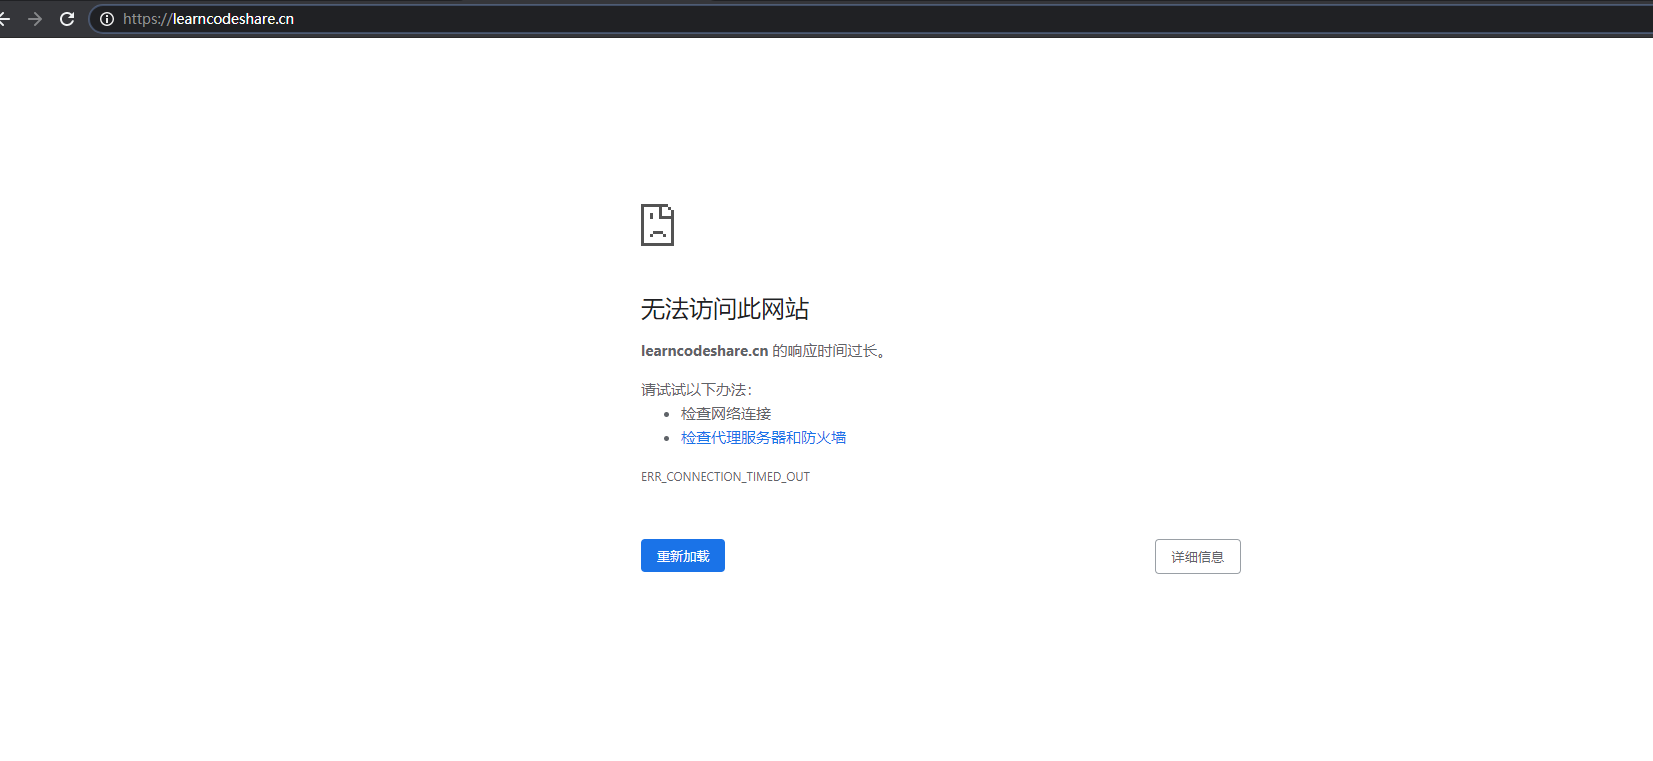 https://learncodeshare.cn
无法访问此网站
learncodeshare.cn 的响应时间过长。
请试试以下办法：
检查网络连接
检查代理服务器和防火墙
ERR_CONNECTION_TIMED_OUT
重新加载
详细信息